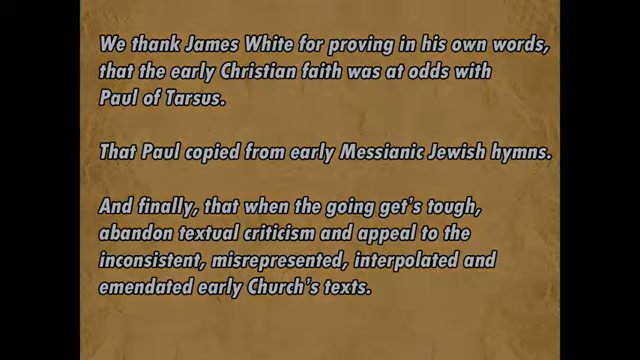 We thank James White for proving in his own words,
that the early Christian faith was at odds with
Paul of Tarsus.
That Paul copied from early Messianic Jewish hymns.
And finally, that when the going get's tough,
abandon textual criticism and appeal to the
inconsistent, misrepresented, interpolated and
emendated early Church's texts.